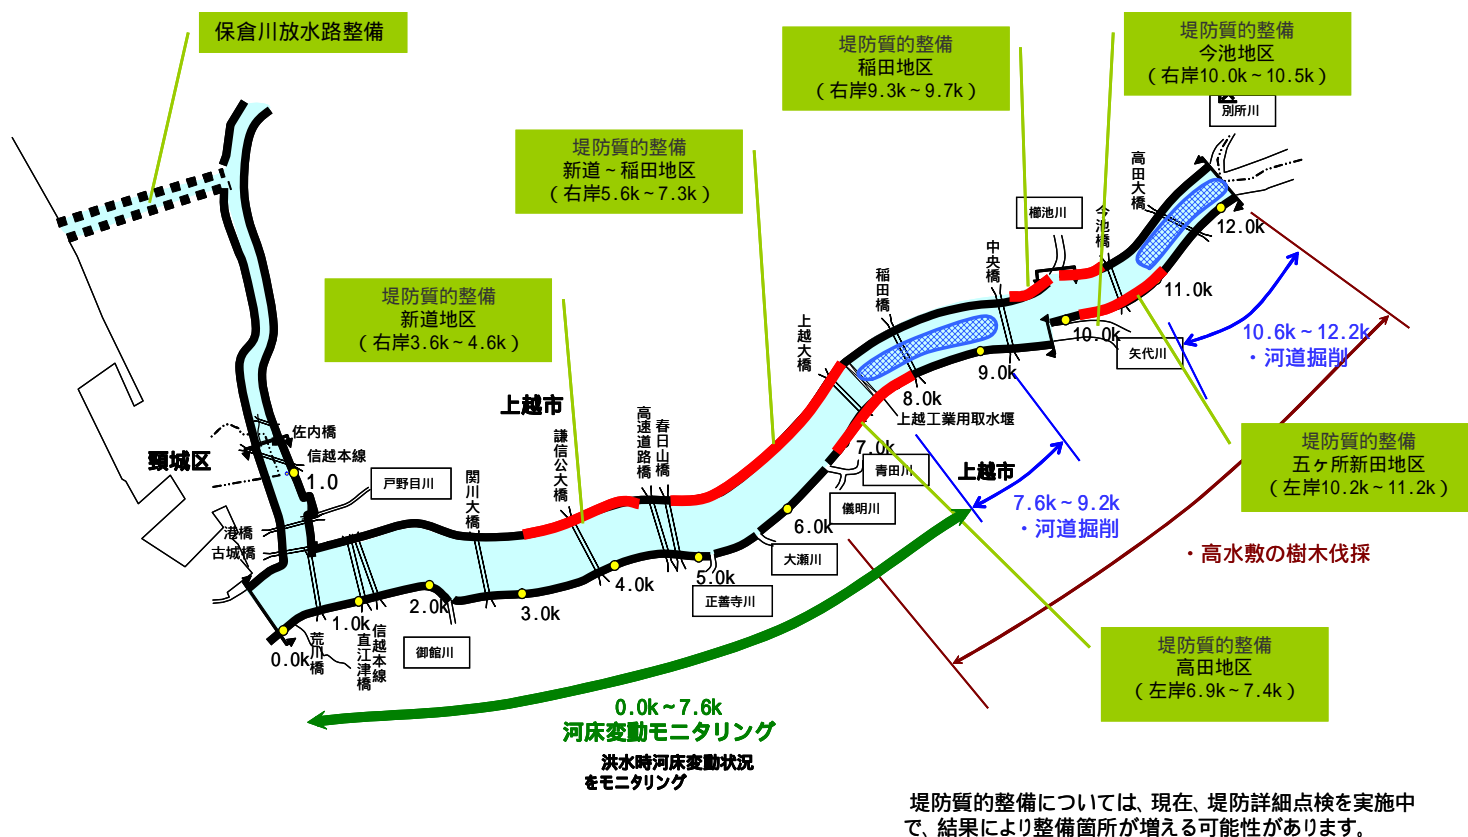 保倉川放水路整備
堤防質的整備
稲田地区
（右岸9.3k~9.7k）
堤防質的整備
今池地区
（右岸10.0k~10.5k）
別所川
堤防質的整備
新道~稲田地区
（右岸5.6k~7.3k）
高田大橋
櫛池川
今池橋
12.0k
中央橋
稲田橋
堤防質的整備
新道地区
（右岸3.6k~4.6k）
11.0k
上越大橋
10.0k
矢代川
10.6k~12.2k
・河道掘削
9.0k
8.0k
上越工業用取水堰
上越市
高速道路橋
春日山橋
謙信公大橋
佐内橋
信越本線
頸城区
1.0
戸野目川
関川大橋
7.0k
青田川
上越市
堤防質的整備
五ヶ所新田地区
（左岸10.2k~11.2k）
7.6k~9.2k
・河道掘削
儀明川
6.0k
港橋
古城橋
大瀬川
・高水敷の樹木伐採
4.0k
5.0k
正善寺川
3.0k
2.0k
1.0k
0.0k
荒川橋
直江津橋
信越本線
御館川
堤防質的整備
高田地区
（左岸6.9k~7.4k）
0.0k~7.6k
河床変動モニタリング
洪水時河床変動状況
をモニタリング
堤防質的整備については、現在、堤防詳細点検を実施中
で、結果により整備箇所が増える可能性があります。